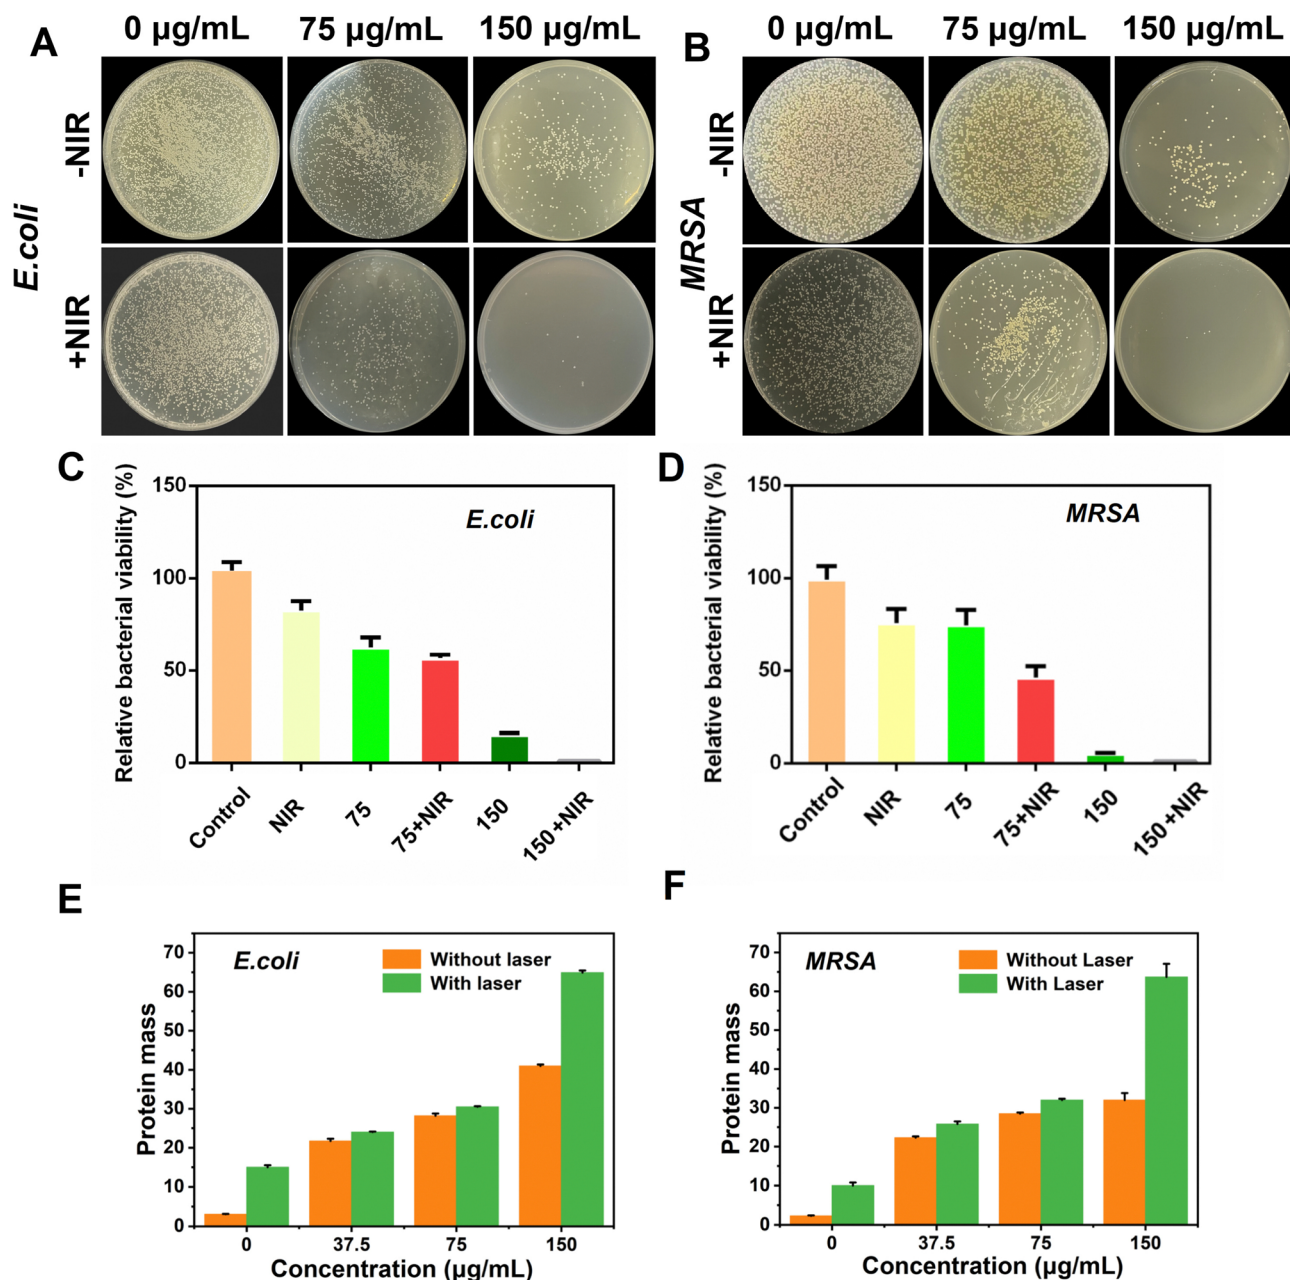 A
0 µg/mL
75 µg/mL
150 µg/mL
-NIR
+NIR
E.coli
B
0 µg/mL
75 µg/mL
150 µg/mL
-NIR
+NIR
MRSA
C
Relative bacterial viability (%)
150
100
50
0
E.coli
Control
NIR
75
75+NIR
150
150+NIR
D
Relative bacterial viability (%)
150
100
50
0
MRSA
Control
NIR
75
75+NIR
150
150+NIR
E
Protein mass
70
60
50
40
30
20
10
0
E.coli
Without laser
With laser
0
37.5
75
150
Concentration (µg/mL)
F
Protein mass
70
60
50
40
30
20
10
0
MRSA
Without Laser
With Laser
0
37.5
75
150
Concentration (µg/mL)